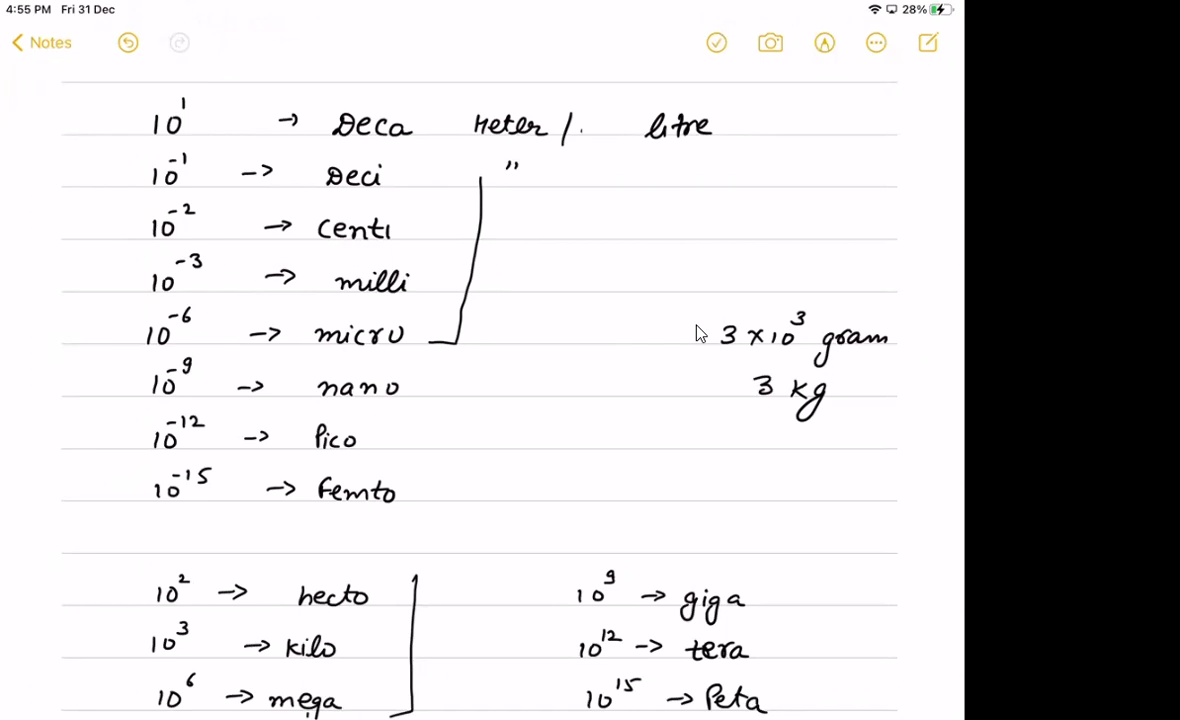 4:55 PM Fri 31 Dec 28%
Notes
10^1 -> Deca Meter / . litre
10^-1 -> Deci "
10^-2 -> centi
10^-3 -> milli
10^-6 -> micro 3 × 10^3 gram
10^-9 -> nano 3 kg
10^-12 -> Pico
10^-15 -> Femto
10^2 -> hecto 10^9 -> giga
10^3 -> kilo 10^12 -> tera
10^6 -> mega 10^15 -> Peta